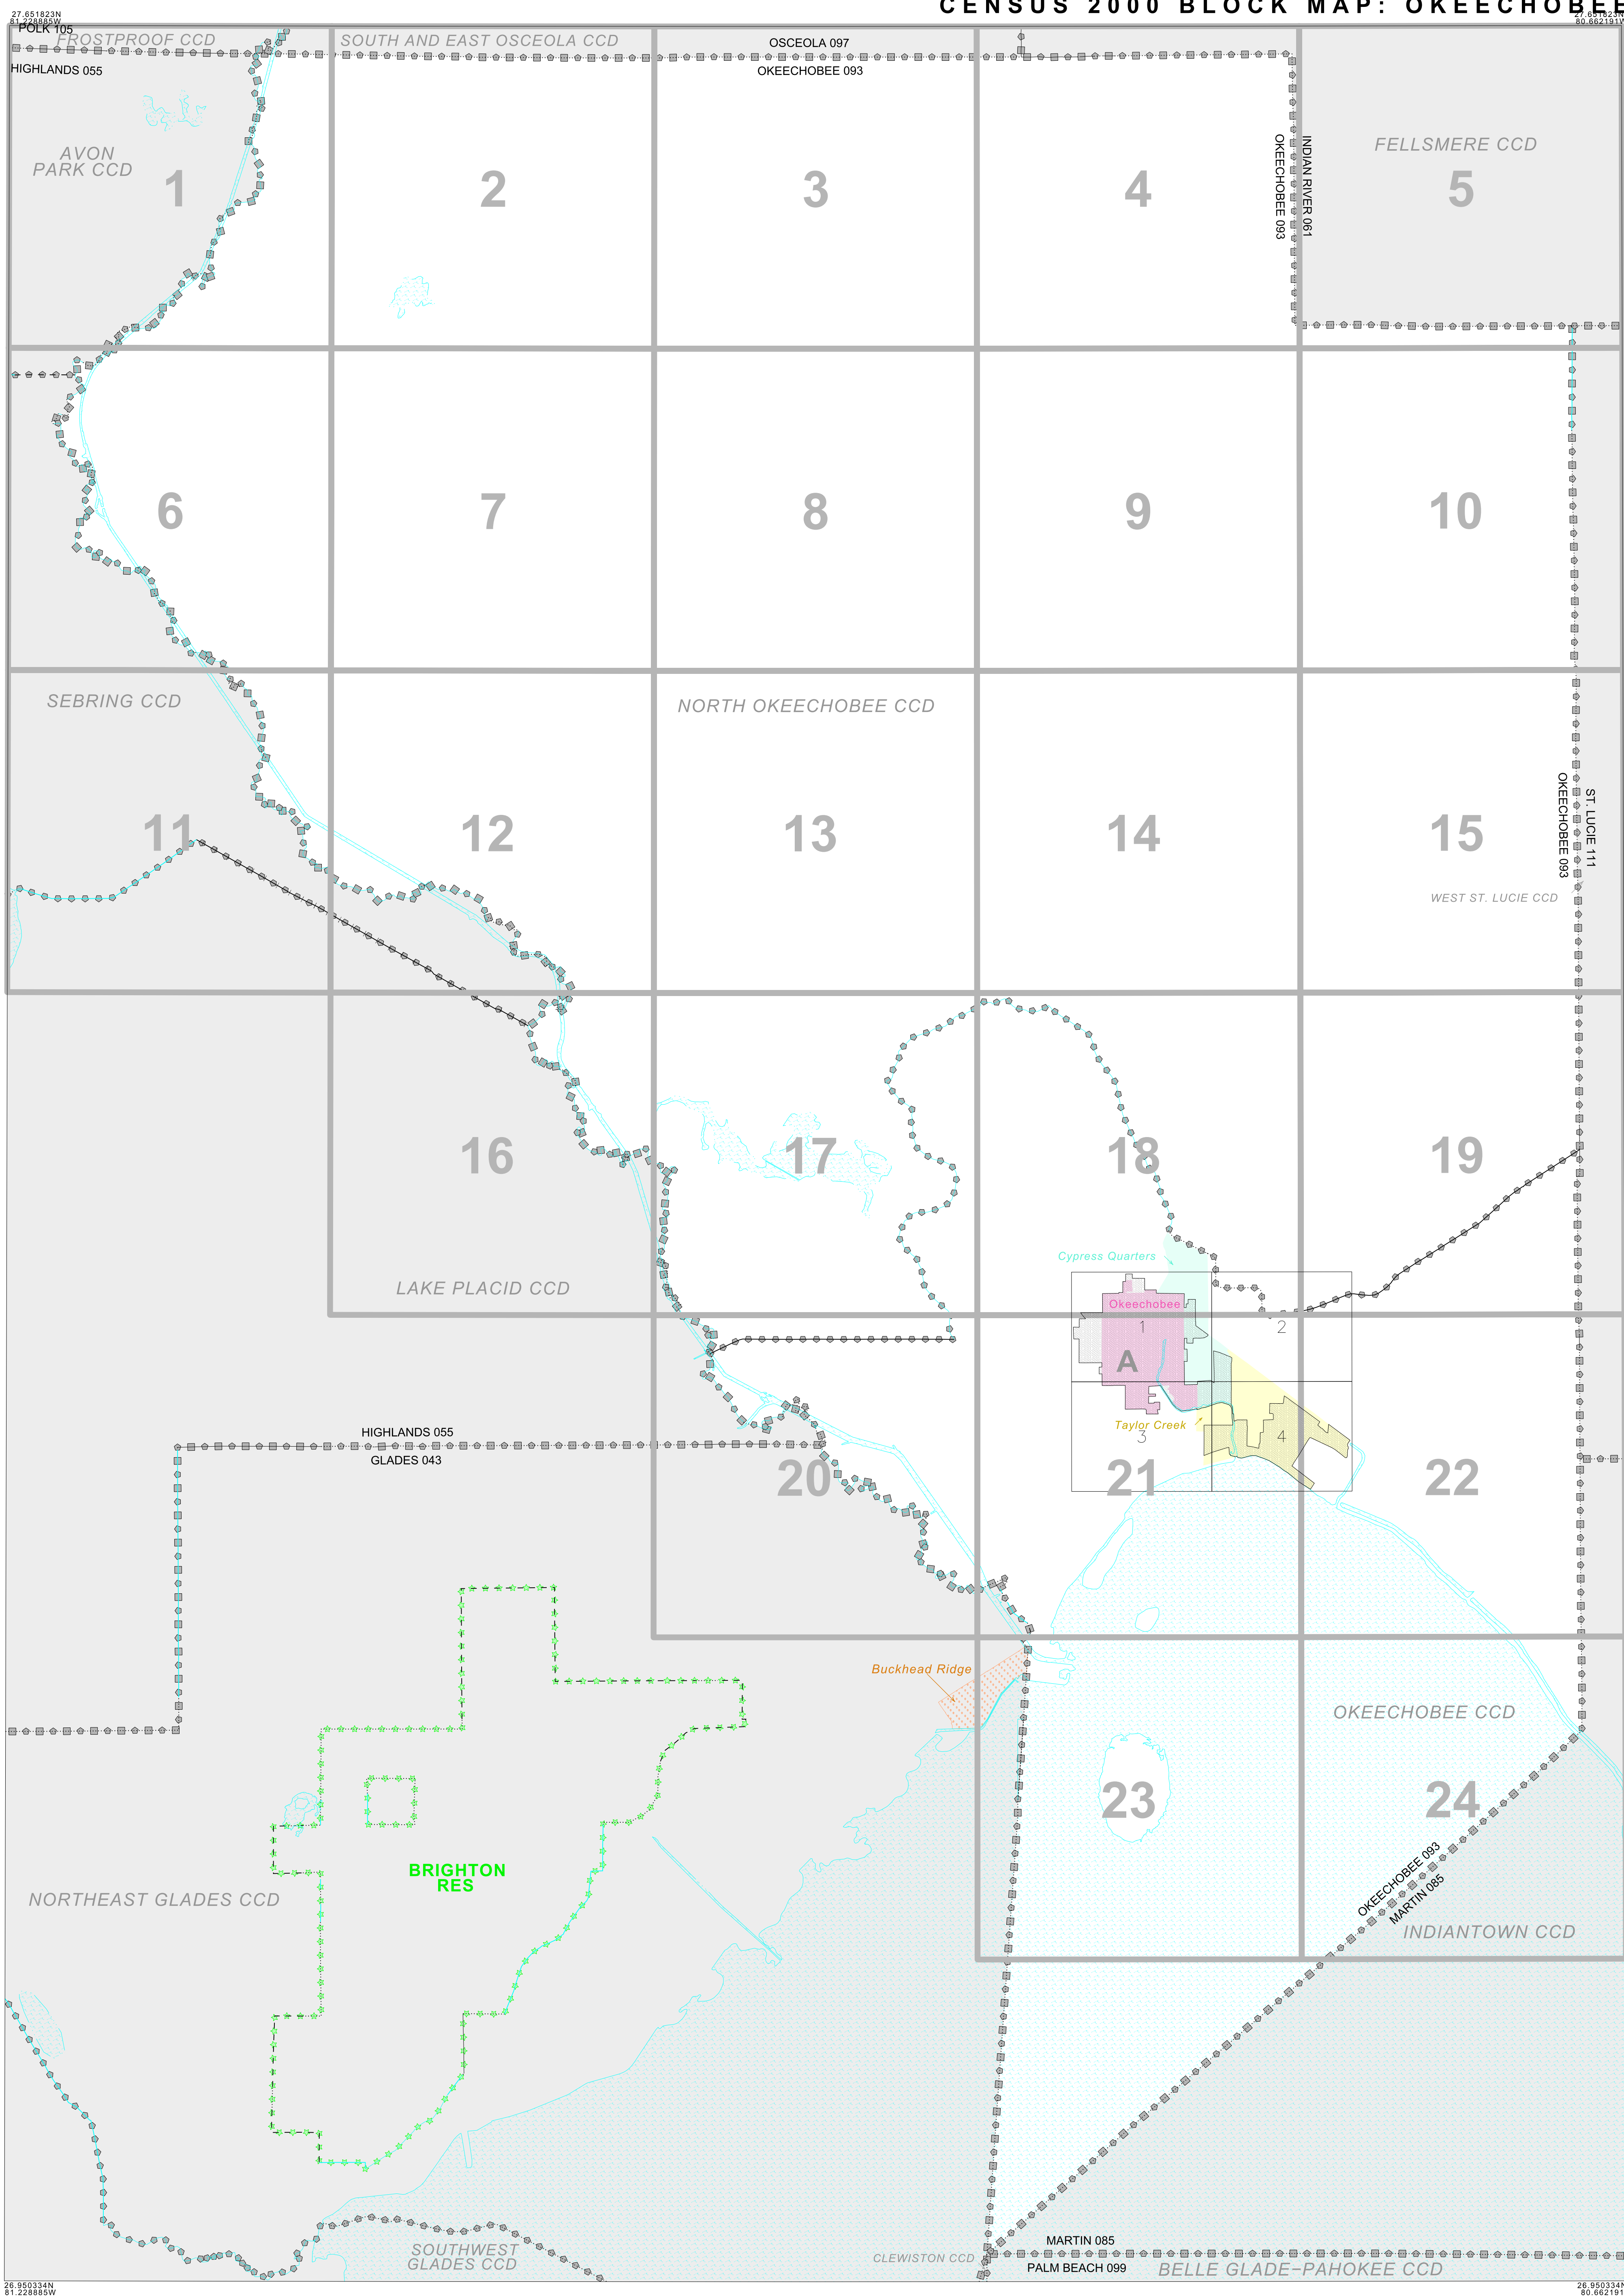 CENSUS 2000 BLOCK MAP: OKEECHOBEE
27.651823N
81.228885W
27.651823N
80.662191W
POLK 105
FROSTPROOF CCD
SOUTH AND EAST OSCEOLA CCD
OSCEOLA 097
HIGHLANDS 055
OKEECHOBEE 093
AVON
PARK CCD
INDIAN RIVER 061
OKEECHOBEE 093
FELLSMERE CCD
1
2
3
4
5
6
7
8
9
10
SEBRING CCD
NORTH OKEECHOBEE CCD
ST. LUCIE 111
OKEECHOBEE 093
11
12
13
14
15
WEST ST. LUCIE CCD
16
17
18
19
Cypress Quarters
LAKE PLACID CCD
Okeechobee
1
2
A
Taylor Creek
3
4
HIGHLANDS 055
GLADES 043
20
21
22
Buckhead Ridge
OKEECHOBEE CCD
23
24
BRIGHTON
RES
OKEECHOBEE 093
MARTIN 085
NORTHEAST GLADES CCD
INDIANTOWN CCD
MARTIN 085
SOUTHWEST
GLADES CCD
CLEWISTON CCD
PALM BEACH 099
BELLE GLADE-PAHOKEE CCD
26.950334N
81.228885W
26.950334N
80.662191W